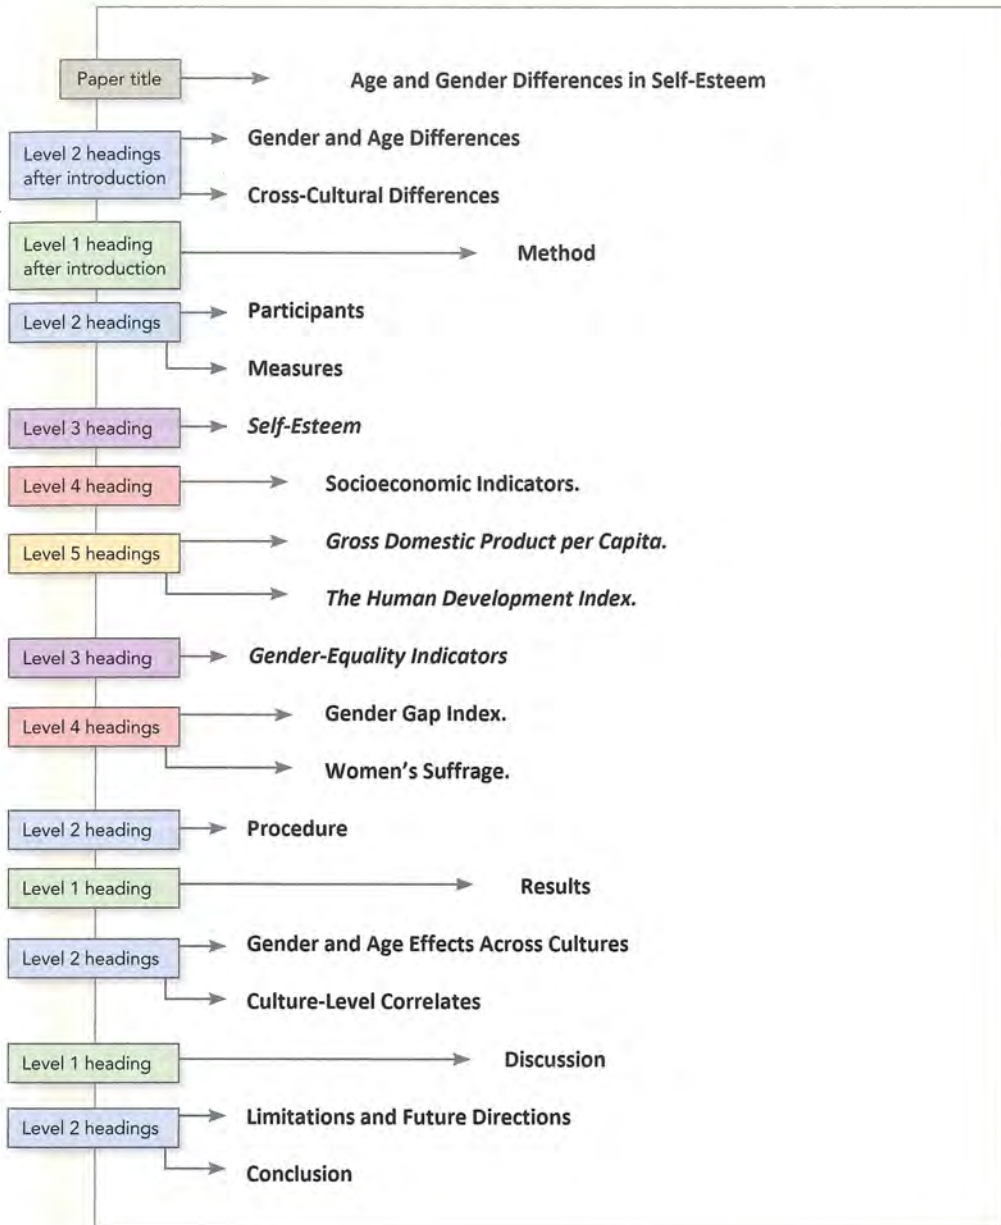 Paper title
Age and Gender Differences in Self-Esteem
Level 2 headings
after introduction
Gender and Age Differences
Cross-Cultural Differences
Level 1 heading
after introduction
Method
Level 2 headings
Participants
Measures
Level 3 heading
Self-Esteem
Level 4 heading
Socioeconomic Indicators.
Level 5 headings
Gross Domestic Product per Capita.
The Human Development Index.
Level 3 heading
Gender-Equality Indicators
Level 4 headings
Gender Gap Index.
Women's Suffrage.
Level 2 heading
Procedure
Level 1 heading
Results
Level 2 headings
Gender and Age Effects Across Cultures
Culture-Level Correlates
Level 1 heading
Discussion
Level 2 headings
Limitations and Future Directions
Conclusion